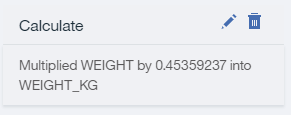 Calculate
Multiplied WEIGHT by 0.45359237 into
WEIGHT_KG